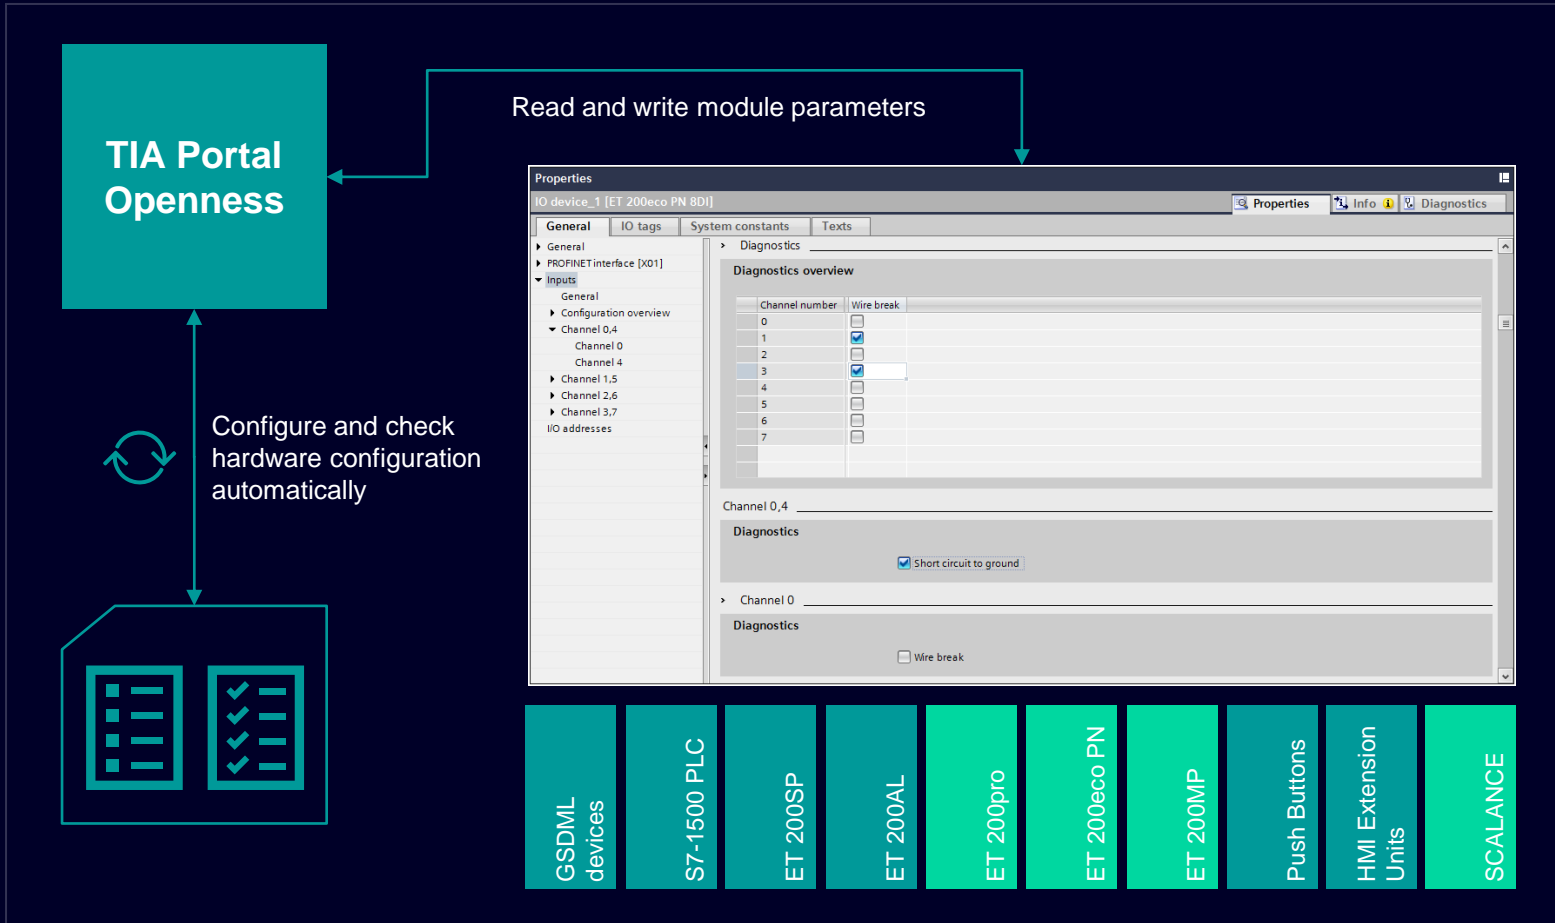 TIA Portal
Openness
Read and write module parameters
Properties
IO device_1 [ET 200eco PN 8DI]
Properties
Info
Diagnostics
General
IO tags
System constants
Texts
General
PROFINET interface [X01]
Inputs
General
Configuration overview
Channel 0,4
Channel 0
Channel 4
Channel 1,5
Channel 2,6
Channel 3,7
I/O addresses
Diagnostics
Diagnostics overview
Channel number Wire break
0
1
2
3
4
5
6
7
Channel 0,4
Diagnostics
Short circuit to ground
Channel 0
Diagnostics
Wire break
Configure and check
hardware configuration
automatically
GSDML
devices
S7-1500 PLC
ET 200SP
ET 200AL
ET 200pro
ET 200eco PN
ET 200MP
Push Buttons
HMI Extension
Units
SCALANCE